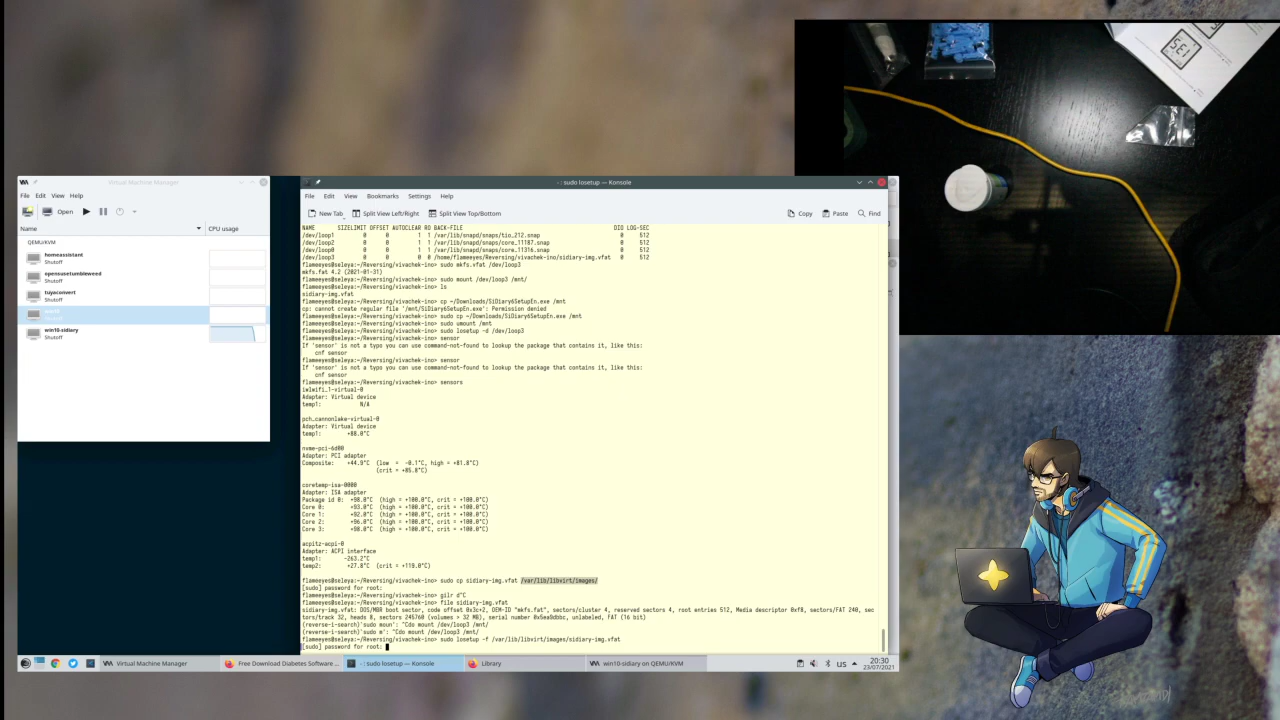 Virtual Machine Manager
File Edit View Help
Open
Name CPU usage
QEMU/KVM
homeassistant
Shutoff
opensusetumbleweed
Shutoff
tuyaconvert
Shutoff
win10
Shutoff
win10-sidiary
Shutoff
- : sudo losetup — Konsole
File Edit View Bookmarks Settings Help
New Tab Split View Left/Right Split View Top/Bottom Copy Paste Find
NAME SIZELIMIT OFFSET AUTOCLEAR RO BACK-FILE DIO LOG-SEC
/dev/loop1 0 0 1 1 /var/lib/snapd/snaps/tio_212.snap 0 512
/dev/loop2 0 0 1 1 /var/lib/snapd/snaps/core_11187.snap 0 512
/dev/loop0 0 0 1 1 /var/lib/snapd/snaps/core_11316.snap 0 512
/dev/loop3 0 0 0 0 /home/flameeyes/Reversing/vivachek-ino/sidiary-img.vfat 0 512
flameeyes@seleya:~/Reversing/vivachek-ino> sudo mkfs.vfat /dev/loop3
mkfs.fat 4.2 (2021-01-31)
flameeyes@seleya:~/Reversing/vivachek-ino> sudo mount /dev/loop3 /mnt/
flameeyes@seleya:~/Reversing/vivachek-ino> ls
sidiary-img.vfat
flameeyes@seleya:~/Reversing/vivachek-ino> cp ~/Downloads/SiDiary6SetupEn.exe /mnt
cp: cannot create regular file '/mnt/SiDiary6SetupEn.exe': Permission denied
flameeyes@seleya:~/Reversing/vivachek-ino> sudo cp ~/Downloads/SiDiary6SetupEn.exe /mnt
flameeyes@seleya:~/Reversing/vivachek-ino> sudo umount /mnt
flameeyes@seleya:~/Reversing/vivachek-ino> sudo losetup -d /dev/loop3
flameeyes@seleya:~/Reversing/vivachek-ino> sensor
If 'sensor' is not a typo you can use command-not-found to lookup the package that contains it, like this:
cnf sensor
flameeyes@seleya:~/Reversing/vivachek-ino> sensor
If 'sensor' is not a typo you can use command-not-found to lookup the package that contains it, like this:
cnf sensor
flameeyes@seleya:~/Reversing/vivachek-ino> sensors
iwlwifi_1-virtual-0
Adapter: Virtual device
temp1: N/A
pch_cannonlake-virtual-0
Adapter: Virtual device
temp1: +88.0°C
nvme-pci-6d00
Adapter: PCI adapter
Composite: +44.9°C (low = -0.1°C, high = +81.8°C)
(crit = +85.8°C)
coretemp-isa-0000
Adapter: ISA adapter
Package id 0: +98.0°C (high = +100.0°C, crit = +100.0°C)
Core 0: +93.0°C (high = +100.0°C, crit = +100.0°C)
Core 1: +92.0°C (high = +100.0°C, crit = +100.0°C)
Core 2: +96.0°C (high = +100.0°C, crit = +100.0°C)
Core 3: +98.0°C (high = +100.0°C, crit = +100.0°C)
acpitz-acpi-0
Adapter: ACPI interface
temp1: -263.2°C
temp2: +27.8°C (crit = +119.0°C)
flameeyes@seleya:~/Reversing/vivachek-ino> sudo cp sidiary-img.vfat /var/lib/libvirt/images/
[sudo] password for root:
flameeyes@seleya:~/Reversing/vivachek-ino> gilr d^C
flameeyes@seleya:~/Reversing/vivachek-ino> file sidiary-img.vfat
sidiary-img.vfat: DOS/MBR boot sector, code offset 0x3c+2, OEM-ID "mkfs.fat", sectors/cluster 4, reserved sectors 4, root entries 512, Media descriptor 0xf8, sectors/FAT 240, sec
tors/track 32, heads 8, sectors 245760 (volumes > 32 MB), serial number 0x5ea9dbbc, unlabeled, FAT (16 bit)
(reverse-i-search)`sudo moun': ^Cdo mount /dev/loop3 /mnt/
(reverse-i-search)`sudo m': ^Cdo mount /dev/loop3 /mnt/
flameeyes@seleya:~/Reversing/vivachek-ino> sudo losetup -f /var/lib/libvirt/images/sidiary-img.vfat
[sudo] password for root:
Virtual Machine Manager Free Download Diabetes Software... - : sudo losetup — Konsole Library win10-sidiary on QEMU/KVM US 20:30
23/07/2021